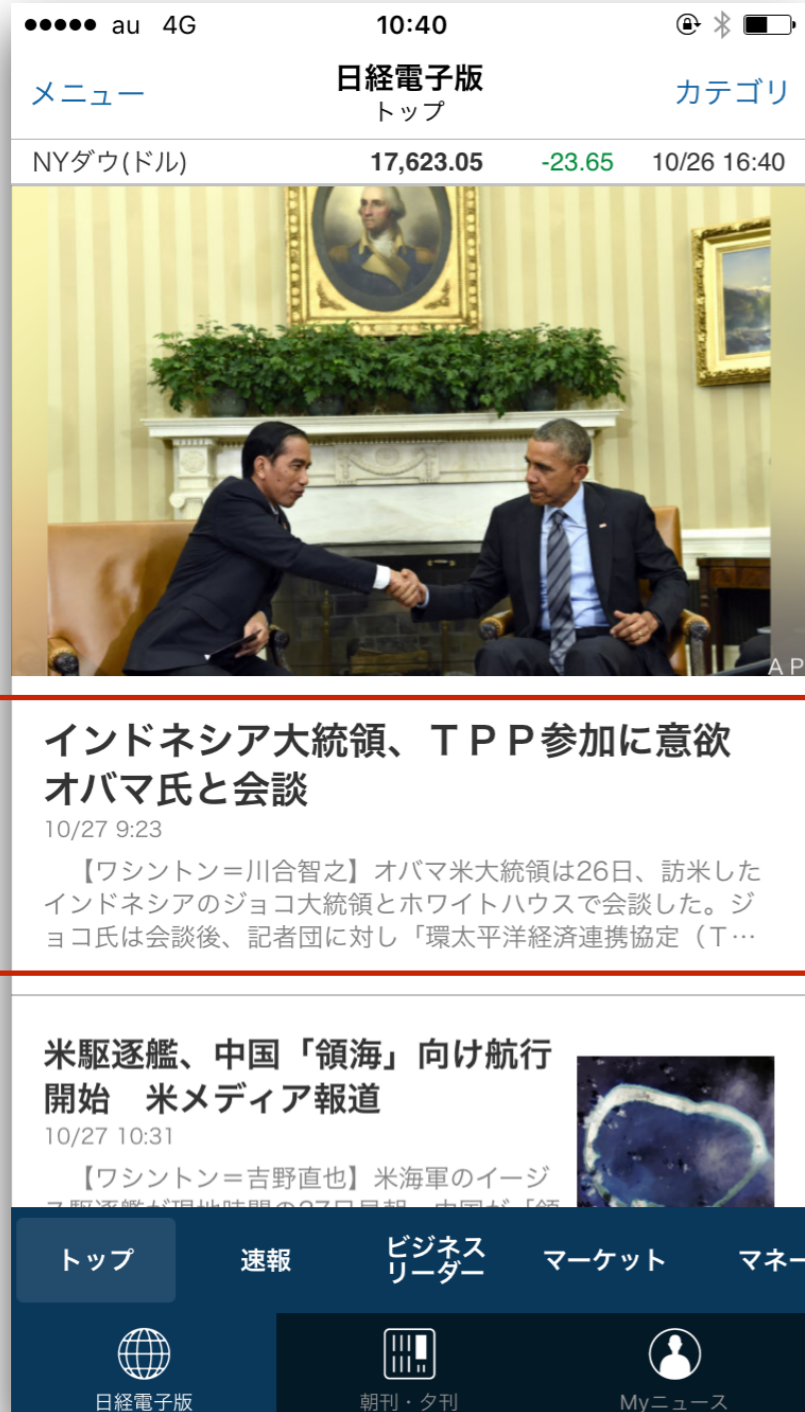 au 4G 10:40
メニュー 日経電子版 カテゴリ
トップ
NYダウ(ドル) 17,623.05 -23.65 10/26 16:40
AP
インドネシア大統領、ＴＰＰ参加に意欲
オバマ氏と会談
10/27 9:23
【ワシントン＝川合智之】オバマ米大統領は26日、訪米した
インドネシアのジョコ大統領とホワイトハウスで会談した。ジ
ョコ氏は会談後、記者団に対し「環太平洋経済連携協定（Ｔ…
米駆逐艦、中国「領海」向け航行
開始　米メディア報道
10/27 10:31
【ワシントン＝吉野直也】米海軍のイージ
トップ 速報 ビジネス マーケット マネー
リーダー
日経電子版 朝刊・夕刊 Myニュース